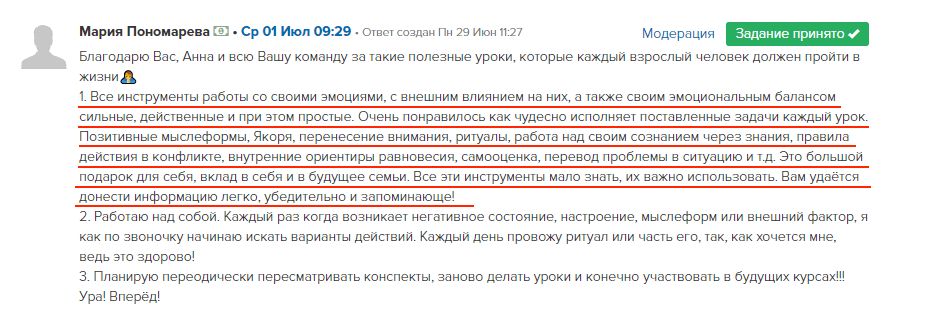 Мария Пономарева • Ср 01 Июл 09:29 • Ответ создан Пн 29 Июн 11:27
Модерация
Задание принято ✔
Благодарю Вас, Анна и всю Вашу команду за такие полезные уроки, которые каждый взрослый человек должен пройти в
жизни
1. Все инструменты работы со своими эмоциями, с внешним влиянием на них, а также своим эмоциональным балансом
сильные, действенные и при этом простые. Очень понравилось как чудесно исполняет поставленные задачи каждый урок.
Позитивные мыслеформы, Якоря, перенесение внимания, ритуалы, работа над своим сознанием через знания, правила
действия в конфликте, внутренние ориентиры равновесия, самооценка, перевод проблемы в ситуацию и т.д. Это большой
подарок для себя, вклад в себя и в будущее семьи. Все эти инструменты мало знать, их важно использовать. Вам удаётся
донести информацию легко, убедительно и запоминающе!
2. Работаю над собой. Каждый раз когда возникает негативное состояние, настроение, мыслеформ или внешний фактор, я
как по звоночку начинаю искать варианты действий. Каждый день провожу ритуал или часть его, так, как хочется мне,
ведь это здорово!
3. Планирую переодически пересматривать конспекты, заново делать уроки и конечно участвовать в будущих курсах!!!
Ура! Вперёд!